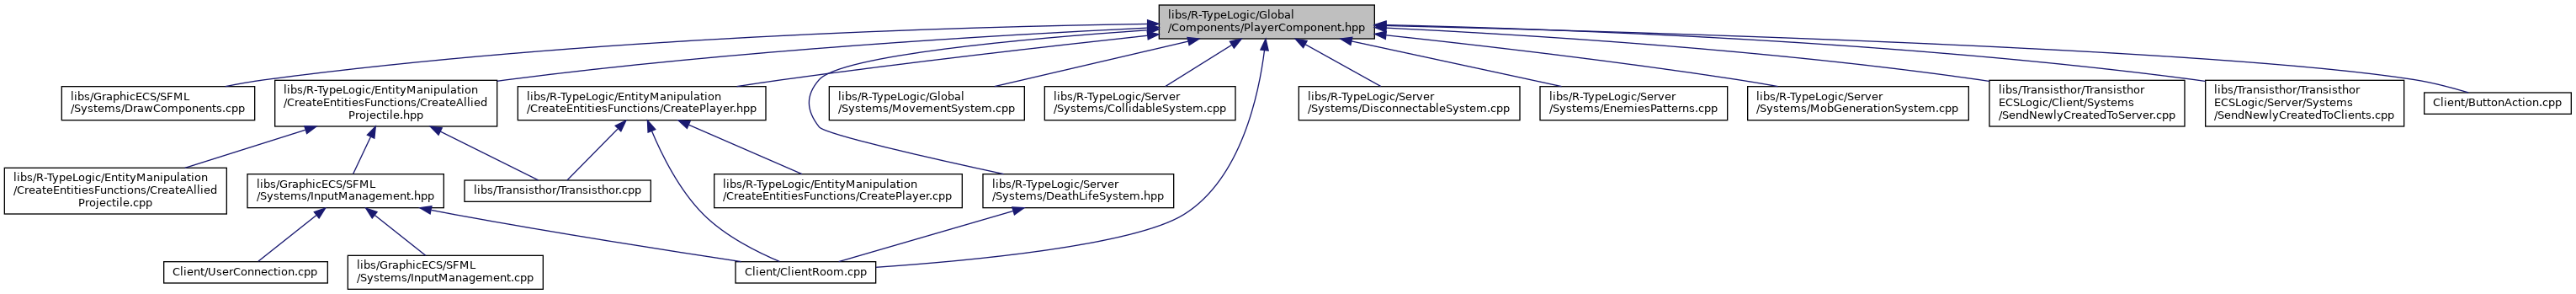 libs/R-TypeLogic/Global
/Components/PlayerComponent.hpp
libs/GraphicECS/SFML
/Systems/DrawComponents.cpp
libs/R-TypeLogic/EntityManipulation
/CreateEntitiesFunctions/CreateAllied
Projectile.hpp
libs/R-TypeLogic/EntityManipulation
/CreateEntitiesFunctions/CreatePlayer.hpp
libs/R-TypeLogic/Global
/Systems/MovementSystem.cpp
libs/R-TypeLogic/Server
/Systems/CollidableSystem.cpp
libs/R-TypeLogic/Server
/Systems/DisconnectableSystem.cpp
libs/R-TypeLogic/Server
/Systems/EnemiesPatterns.cpp
libs/R-TypeLogic/Server
/Systems/MobGenerationSystem.cpp
libs/Transisthor/Transisthor
ECSLogic/Client/Systems
/SendNewlyCreatedToServer.cpp
libs/Transisthor/Transisthor
ECSLogic/Server/Systems
/SendNewlyCreatedToClients.cpp
Client/ButtonAction.cpp
libs/R-TypeLogic/EntityManipulation
/CreateEntitiesFunctions/CreateAllied
Projectile.cpp
libs/GraphicECS/SFML
/Systems/InputManagement.hpp
libs/Transisthor/Transisthor.cpp
libs/R-TypeLogic/EntityManipulation
/CreateEntitiesFunctions/CreatePlayer.cpp
libs/R-TypeLogic/Server
/Systems/DeathLifeSystem.hpp
Client/UserConnection.cpp
libs/GraphicECS/SFML
/Systems/InputManagement.cpp
Client/ClientRoom.cpp